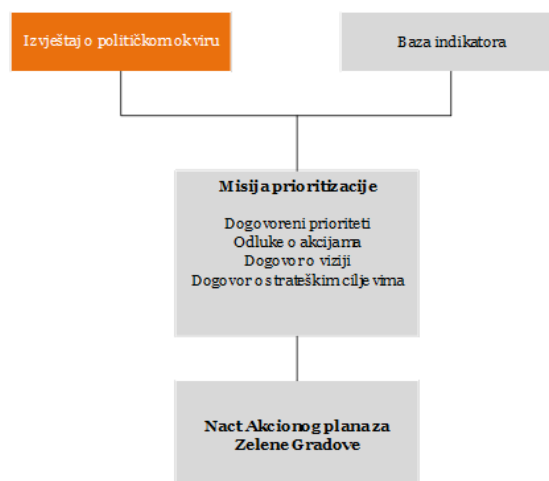 Izvještaj o političkom okviru
Baza indikatora
Misija prioritizacije
Dogovoreni prioriteti
Odluke o akcijama
Dogovor o viziji
Dogovor o strateškim ciljevima
Nact Akcionog plana za
Zelene Gradove